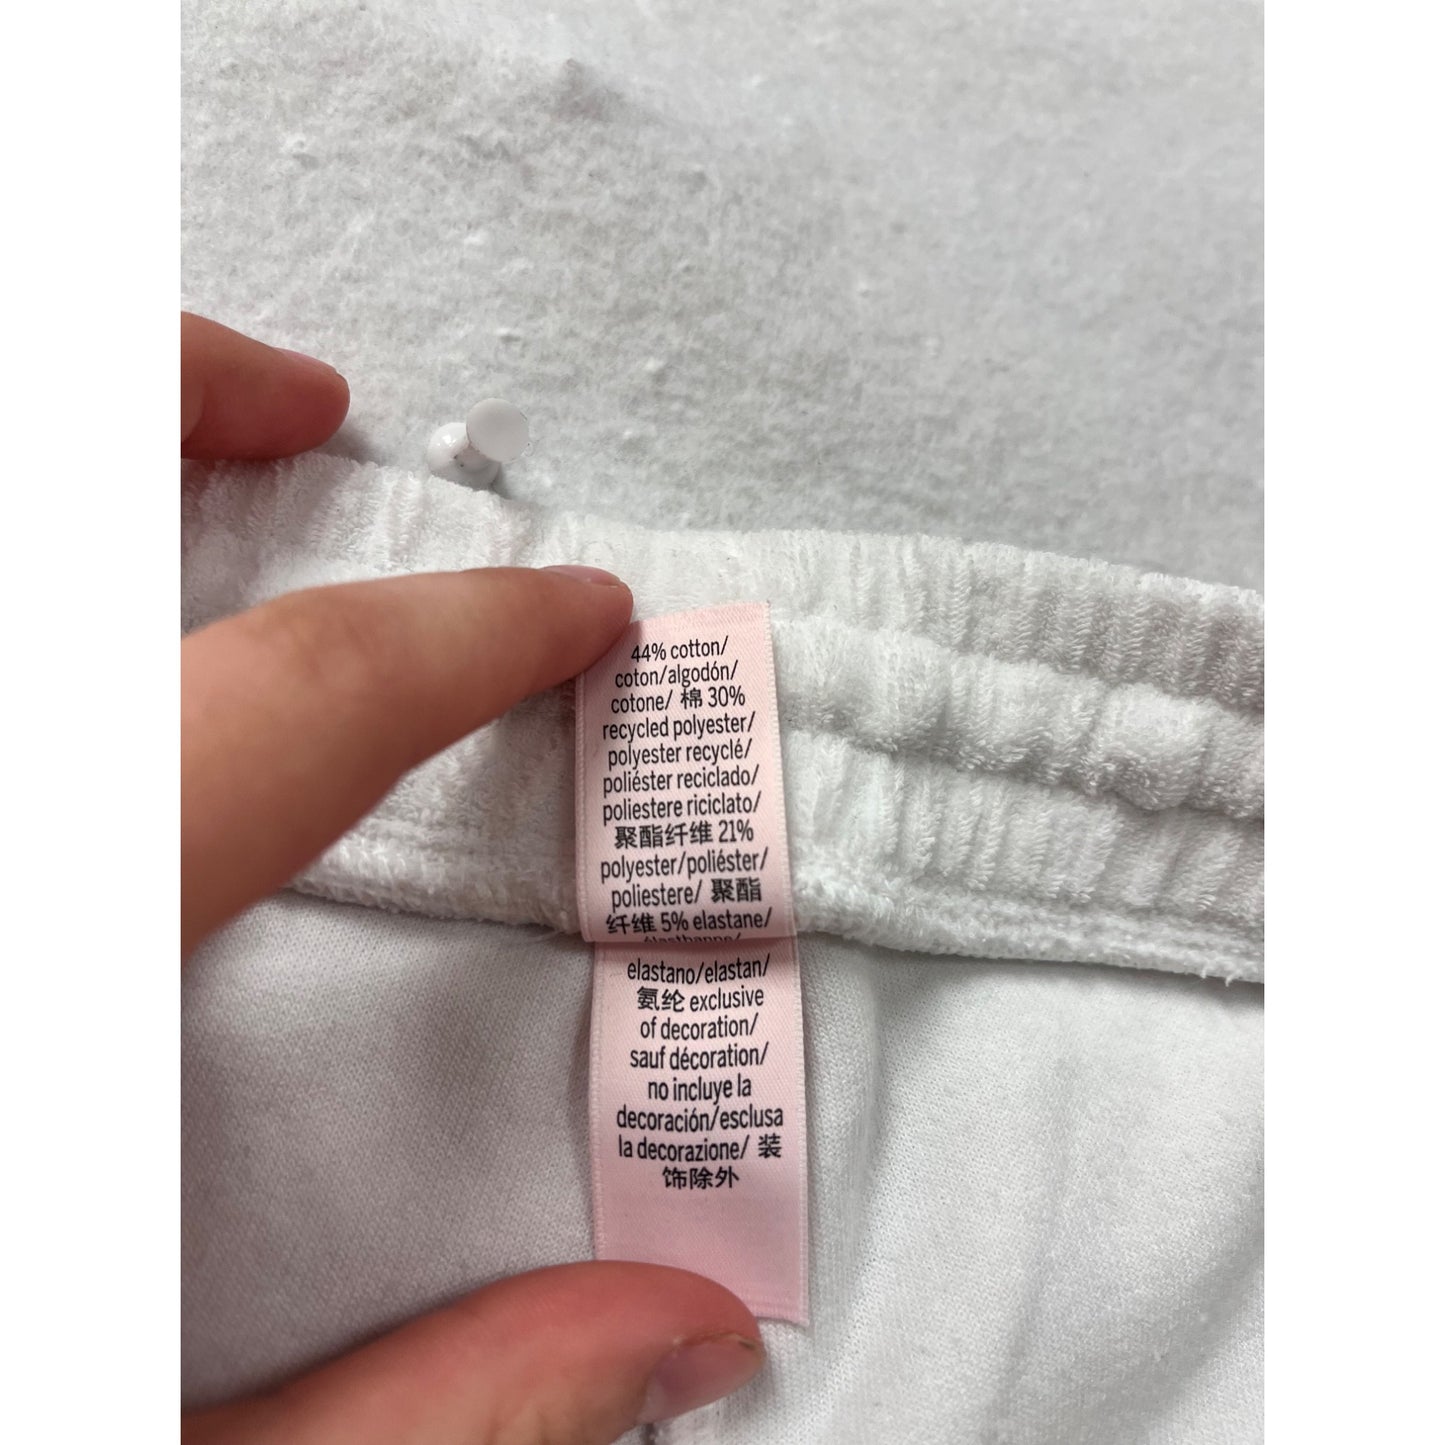 44% cotton/
coton/algodón/
cotone/ 棉 30%
recycled polyester/
polyester recyclé/
poliéster reciclado/
poliestere riciclato/
聚酯纤维 21%
polyester/poliéster/
poliestere/ 聚酯
纤维 5% elastane/
élasthanne/
elastano/elastan/
氨纶 exclusive
of decoration/
sauf décoration/
no incluye la
decoración/esclusa
la decorazione/ 装
饰除外